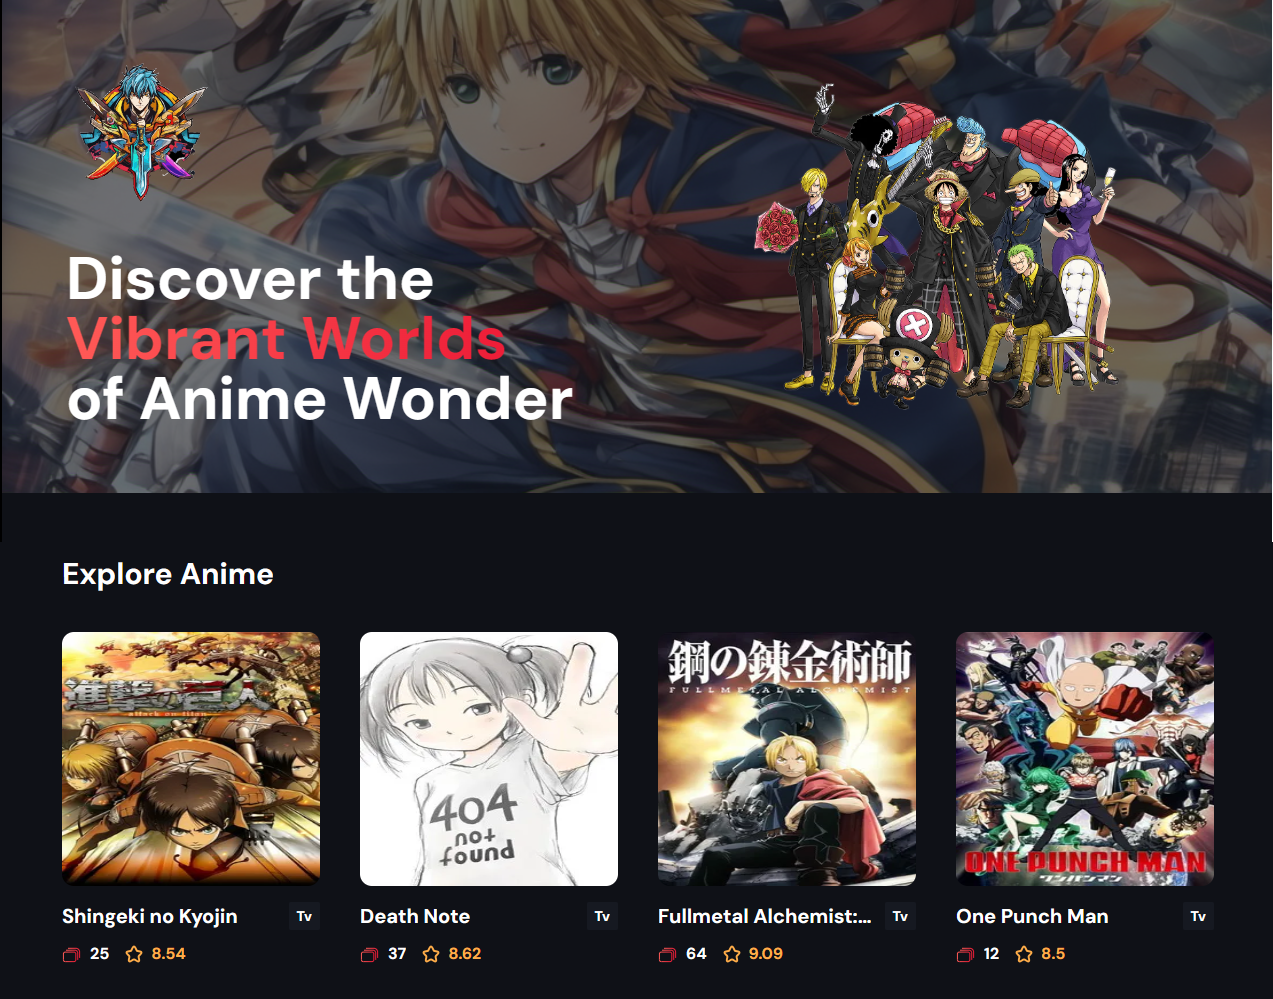 Discover the
Vibrant Worlds
of Anime Wonder
Explore Anime
進撃の巨人
attack on titan
404
not
found
鋼の錬金術師
FULLMETAL ALCHEMIST
ONE PUNCH MAN
ワンパンマン
Shingeki no Kyojin Tv
25 8.54
Death Note Tv
37 8.62
Fullmetal Alchemist:... Tv
64 9.09
One Punch Man Tv
12 8.5